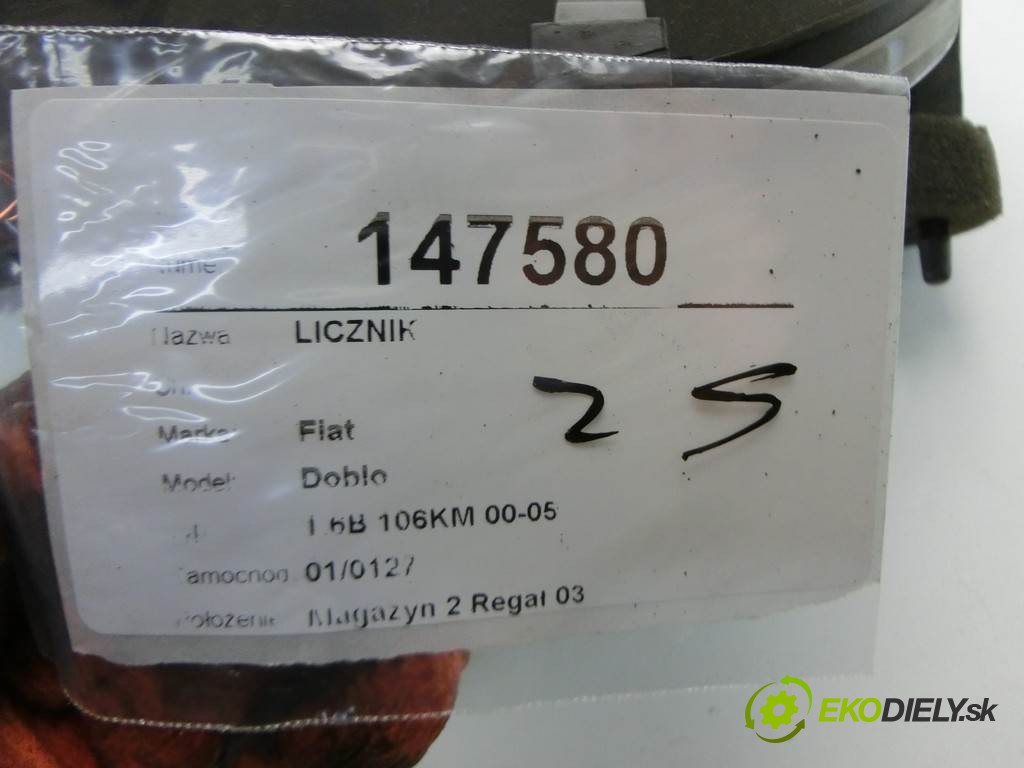 147580
Nazwa LICZNIK
2 5
Marka: Fiat
Model: Doblo
1.6B 106KM 00-05
01/0127
Magazyn 2 Regał 03
EKODIELY.sk